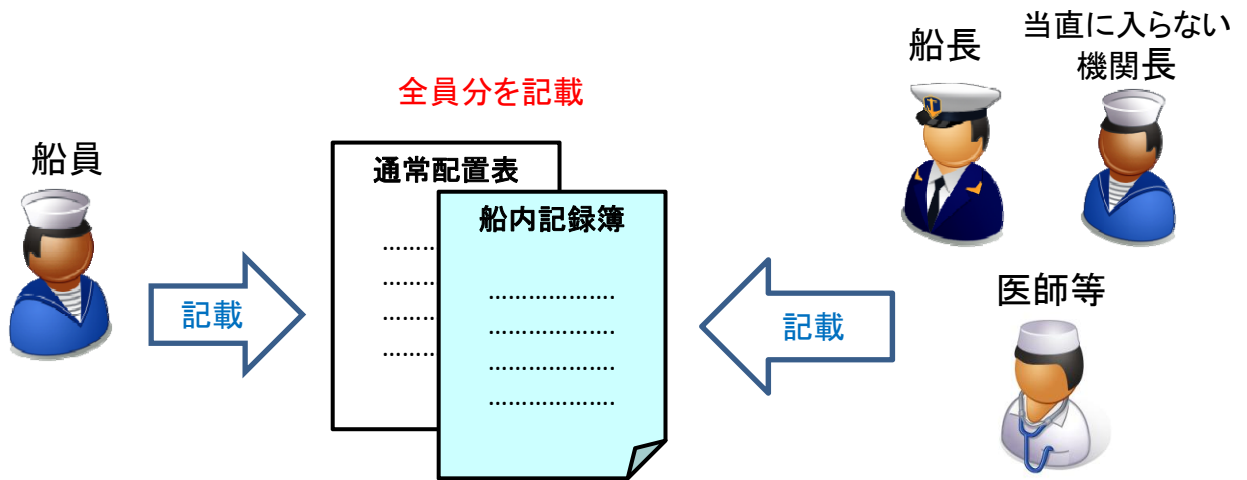 船員
記載
全員分を記載
通常配置表
………
………
………
………
船内記録簿
……………….
……………….
……………….
……………….
船長
当直に入らない
機関長
医師等
記載